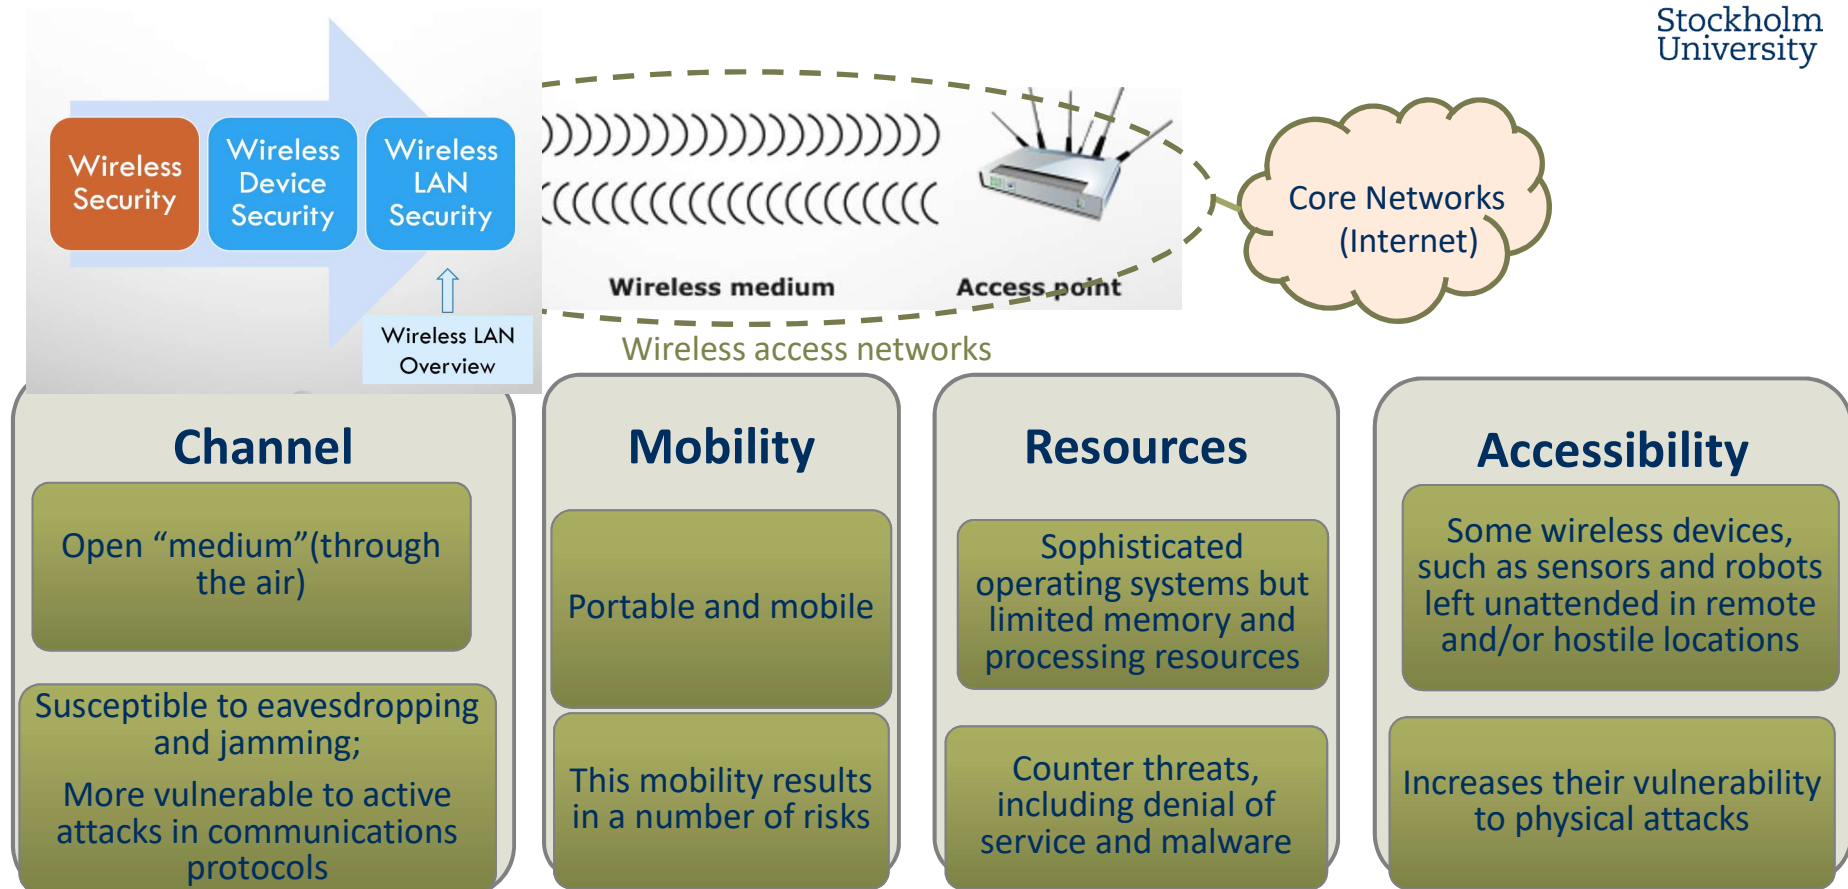 Stockholm
University
Wireless
Security
Wireless
Device
Security
Wireless
LAN
Security
Wireless LAN
Overview
Wireless medium
Access point
Core Networks
(Internet)
Wireless access networks
Channel
Open “medium”(through
the air)
Susceptible to eavesdropping
and jamming;
More vulnerable to active
attacks in communications
protocols
Mobility
Portable and mobile
This mobility results
in a number of risks
Resources
Sophisticated
operating systems but
limited memory and
processing resources
Counter threats,
including denial of
service and malware
Accessibility
Some wireless devices,
such as sensors and robots
left unattended in remote
and/or hostile locations
Increases their vulnerability
to physical attacks